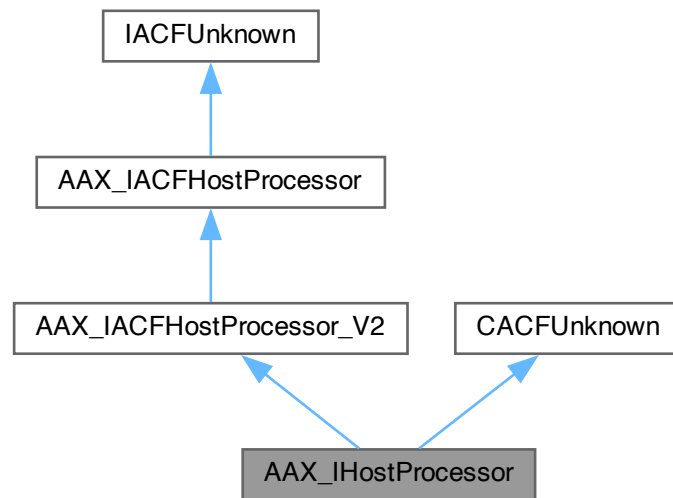 IACFUnknown
AAX_IACFHostProcessor
AAX_IACFHostProcessor_V2
CACFUnknown
AAX_IHostProcessor